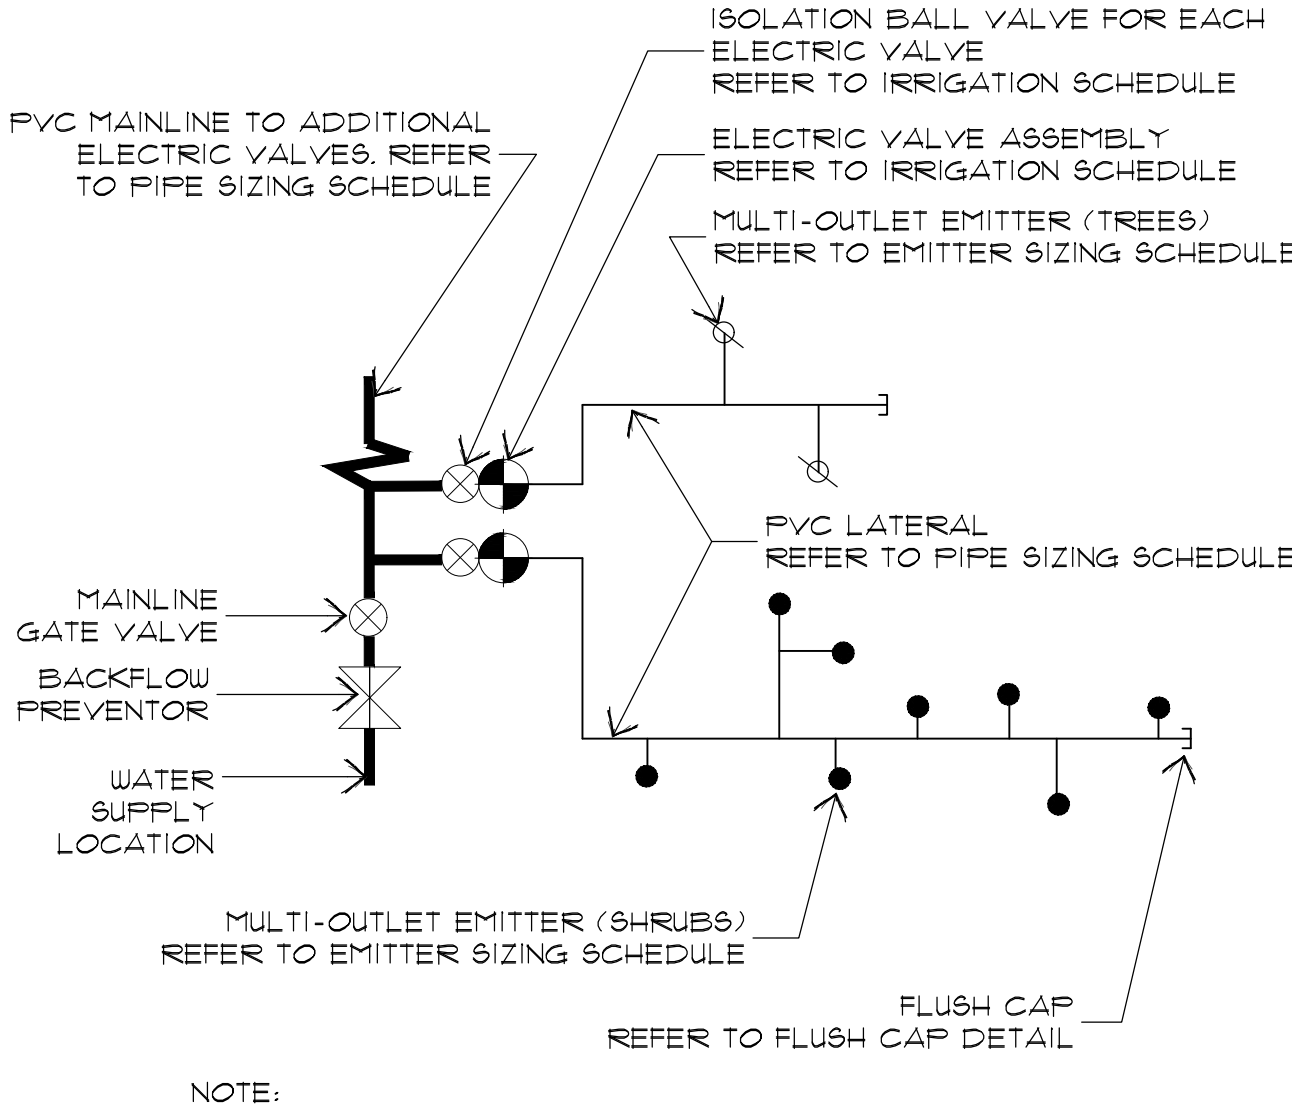 ISOLATION BALL VALVE FOR EACH
ELECTRIC VALVE
REFER TO IRRIGATION SCHEDULE
PVC MAINLINE TO ADDITIONAL
ELECTRIC VALVES. REFER
TO PIPE SIZING SCHEDULE
ELECTRIC VALVE ASSEMBLY
REFER TO IRRIGATION SCHEDULE
MULTI-OUTLET EMITTER (TREES)
REFER TO EMITTER SIZING SCHEDULE
PVC LATERAL
REFER TO PIPE SIZING SCHEDULE
MAINLINE
GATE VALVE
BACKFLOW
PREVENTOR
WATER
SUPPLY
LOCATION
MULTI-OUTLET EMITTER (SHRUBS)
REFER TO EMITTER SIZING SCHEDULE
FLUSH CAP
REFER TO FLUSH CAP DETAIL
NOTE: